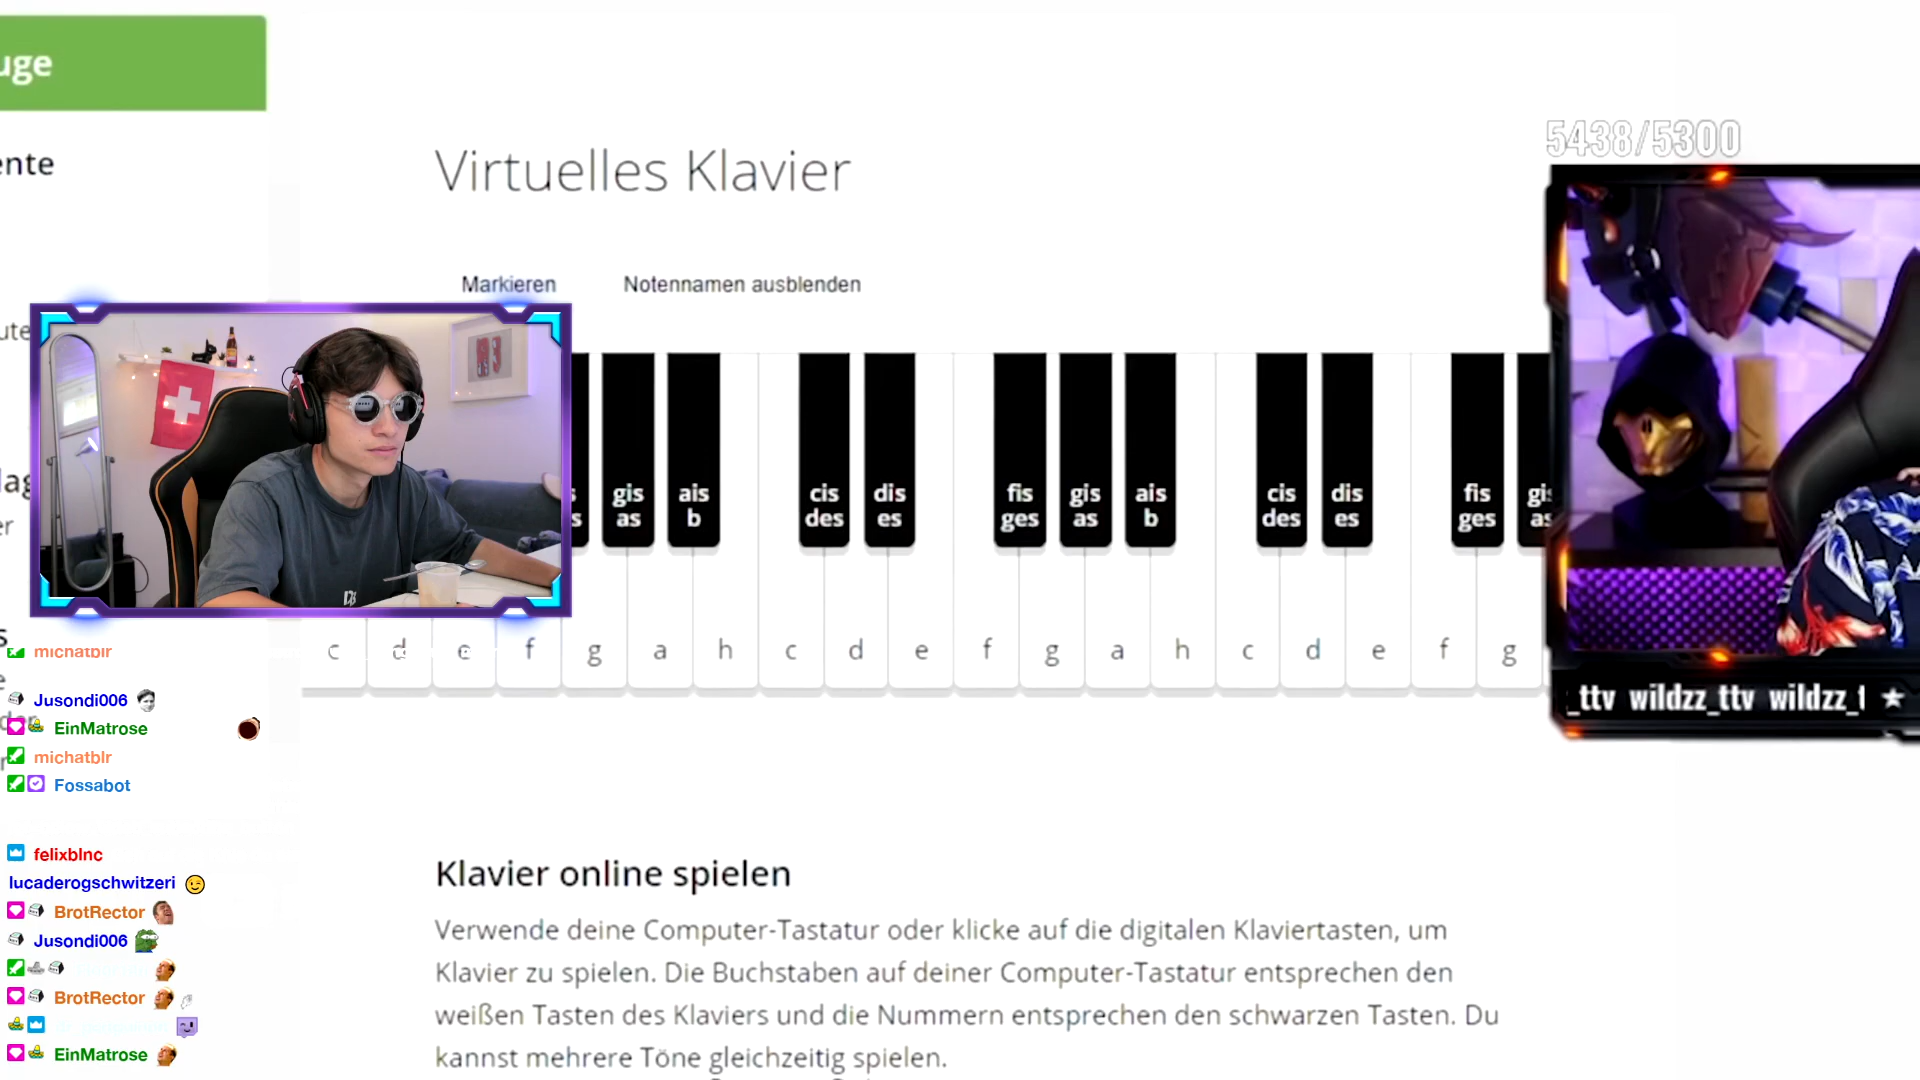 uge
5438/5300
ente
Virtuelles Klavier
Markieren Notennamen ausblenden
gis ais cis dis fis gis ais cis dis fis
as b des es ges as b des es ges
c d e f g a h c d e f g a h c d e f g
michatblr
Jusondi006
EinMatrose
michatblr
Fossabot
_ttv wildzz_ttv wildzz_t
felixblnc
lucaderogschwitzeri
BrotRector
Jusondi006
BrotRector
EinMatrose
Klavier online spielen
Verwende deine Computer-Tastatur oder klicke auf die digitalen Klaviertasten, um
Klavier zu spielen. Die Buchstaben auf deiner Computer-Tastatur entsprechen den
weißen Tasten des Klaviers und die Nummern entsprechen den schwarzen Tasten. Du
kannst mehrere Töne gleichzeitig spielen.